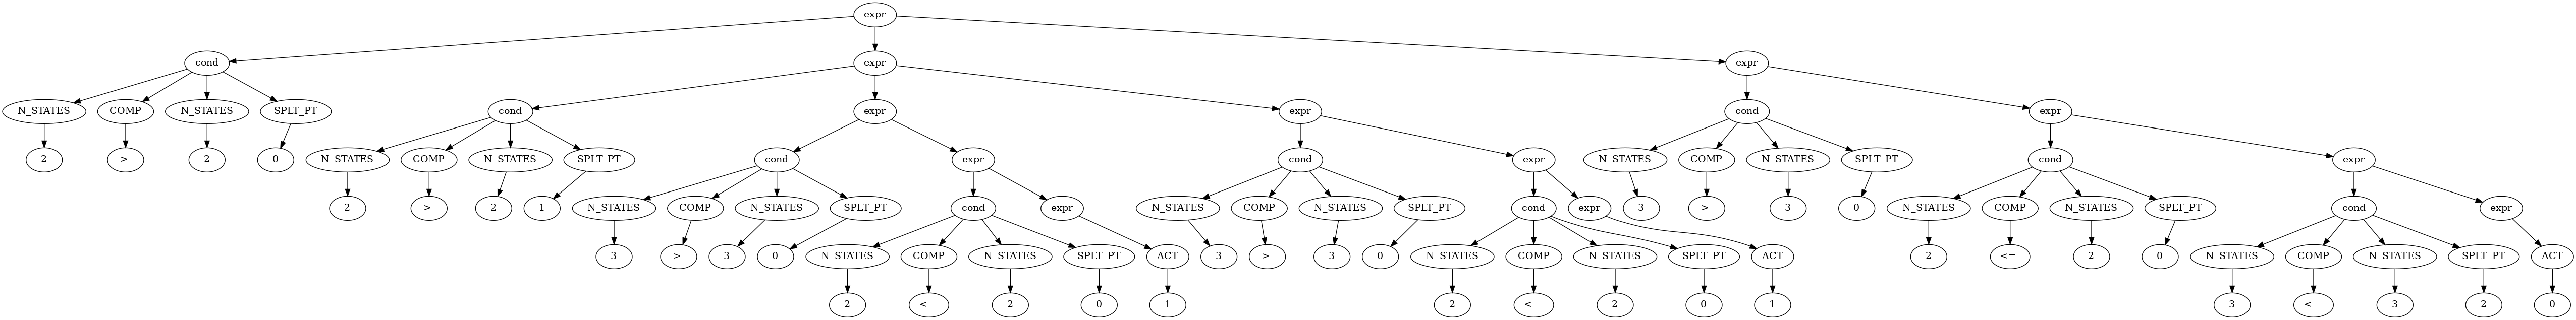 expr
cond expr expr
N_STATES COMP N_STATES SPLT_PT cond expr expr cond expr
2 > 2 0 N_STATES COMP N_STATES SPLT_PT cond expr cond expr N_STATES COMP N_STATES SPLT_PT cond expr
2 > 2 1 N_STATES COMP N_STATES SPLT_PT cond expr N_STATES COMP N_STATES SPLT_PT cond expr 3 > 3 0 N_STATES COMP N_STATES SPLT_PT cond expr
3 > 3 0 N_STATES COMP N_STATES SPLT_PT ACT 3 > 3 0 N_STATES COMP N_STATES SPLT_PT ACT 2 <= 2 0 N_STATES COMP N_STATES SPLT_PT ACT
2 <= 2 0 1 2 <= 2 0 1 3 <= 3 2 0